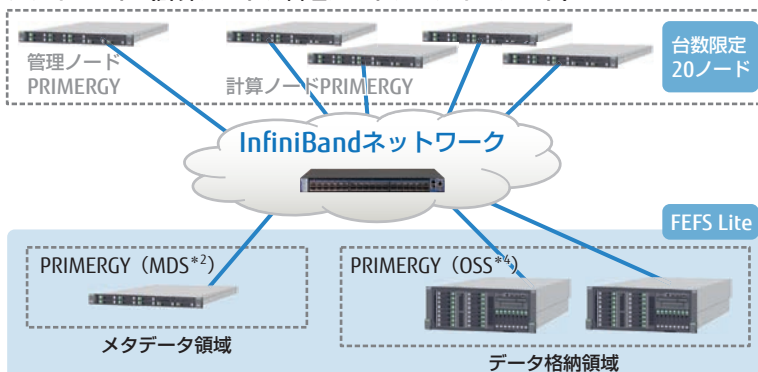 管理ノード
PRIMERGY
計算ノードPRIMERGY
台数限定
20ノード
InfiniBandネットワーク
FEFS Lite
PRIMERGY（MDS*2）
PRIMERGY（OSS*4）
メタデータ領域
データ格納領域